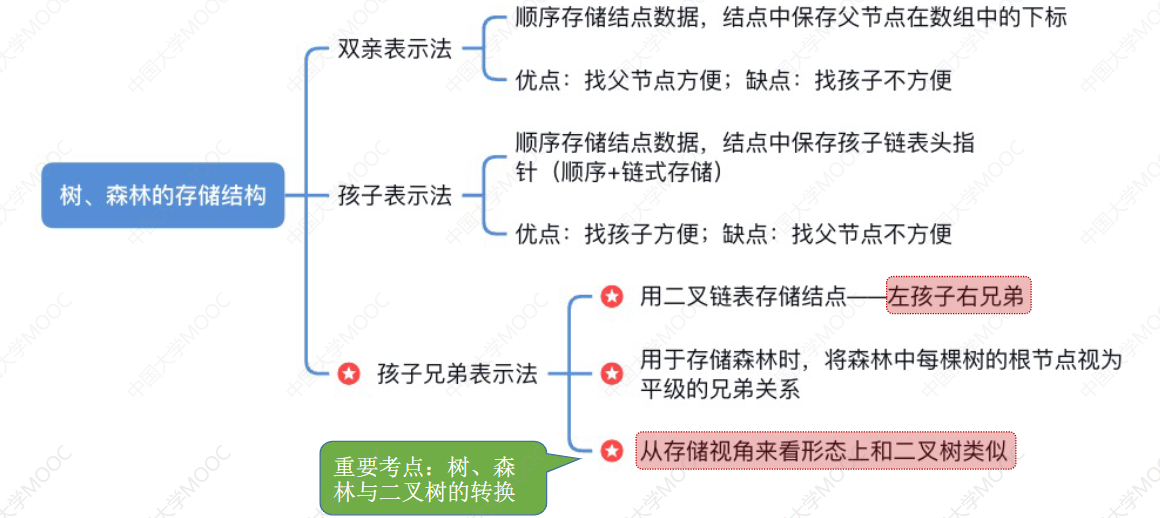 顺序存储结点数据，结点中保存父节点在数组中的下标
双亲表示法
优点：找父节点方便；缺点：找孩子不方便
顺序存储结点数据，结点中保存孩子链表头指
针（顺序+链式存储）
树、森林的存储结构
孩子表示法
优点：找孩子方便；缺点：找父节点不方便
用二叉链表存储结点——左孩子右兄弟
用于存储森林时，将森林中每棵树的根节点视为
平级的兄弟关系
孩子兄弟表示法
从存储视角来看形态上和二叉树类似
重要考点：树、森
林与二叉树的转换
中国大学MOOC